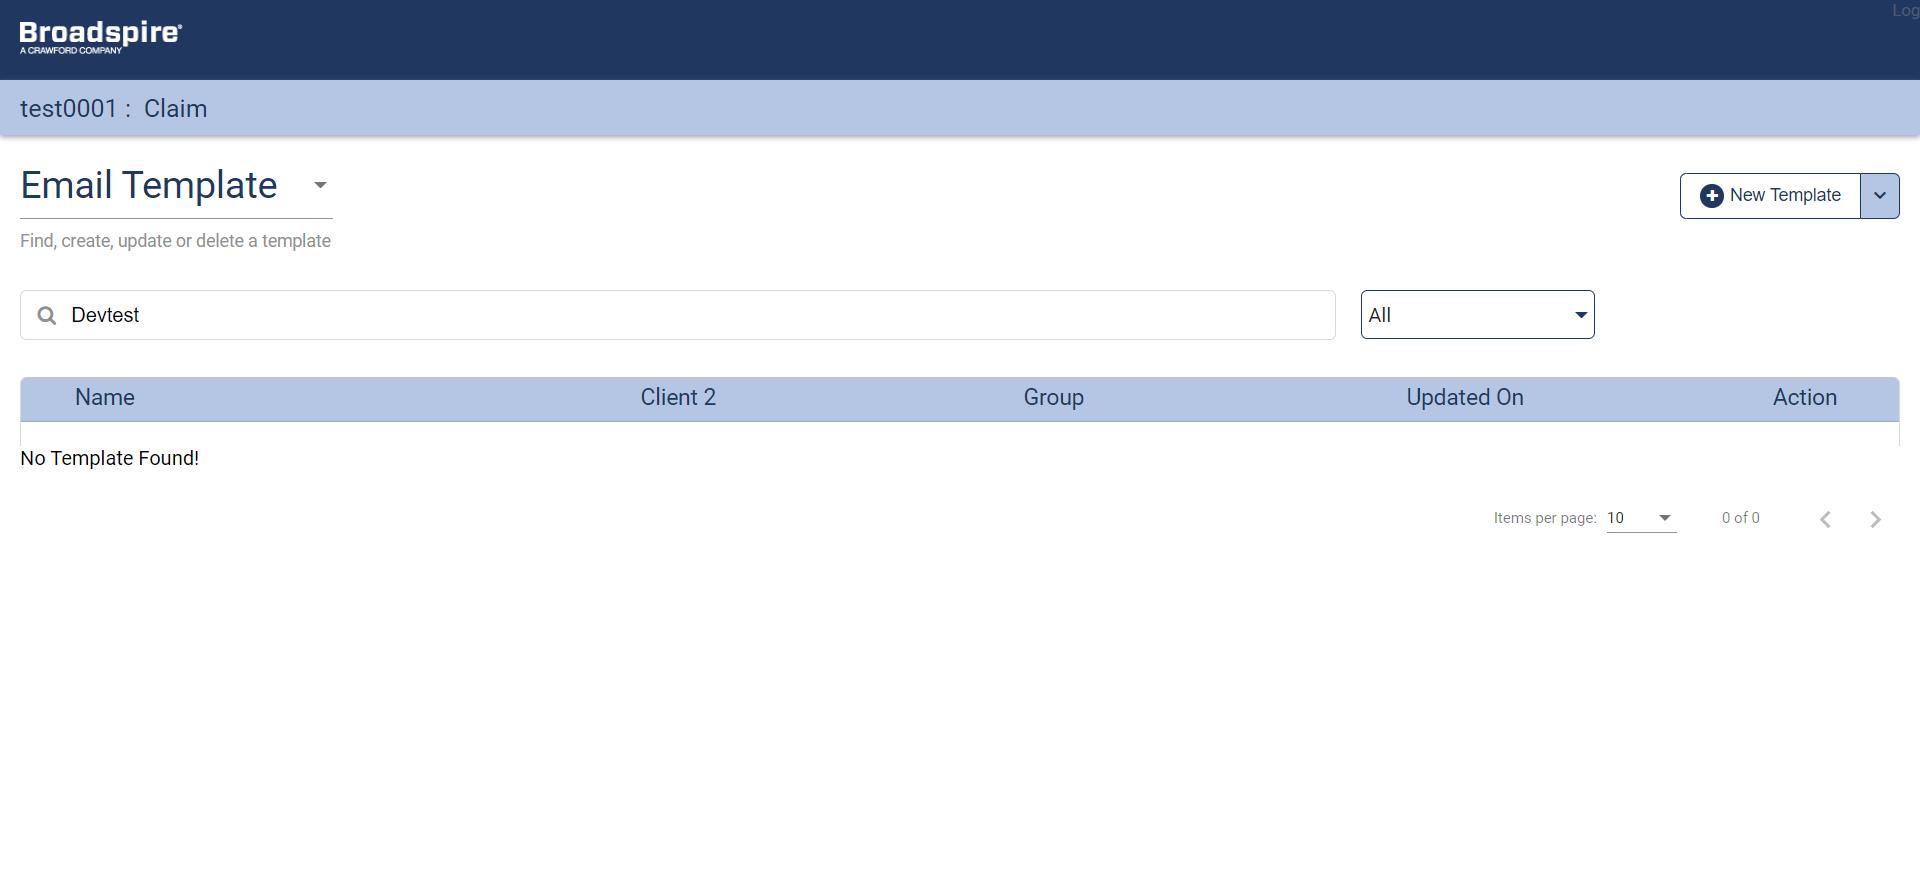 Log
Broadspire®
A CRAWFORD COMPANY
test0001 : Claim
Email Template
New Template
Find, create, update or delete a template
Devtest
All
Name Client 2 Group Updated On Action
No Template Found!
Items per page: 10 0 of 0